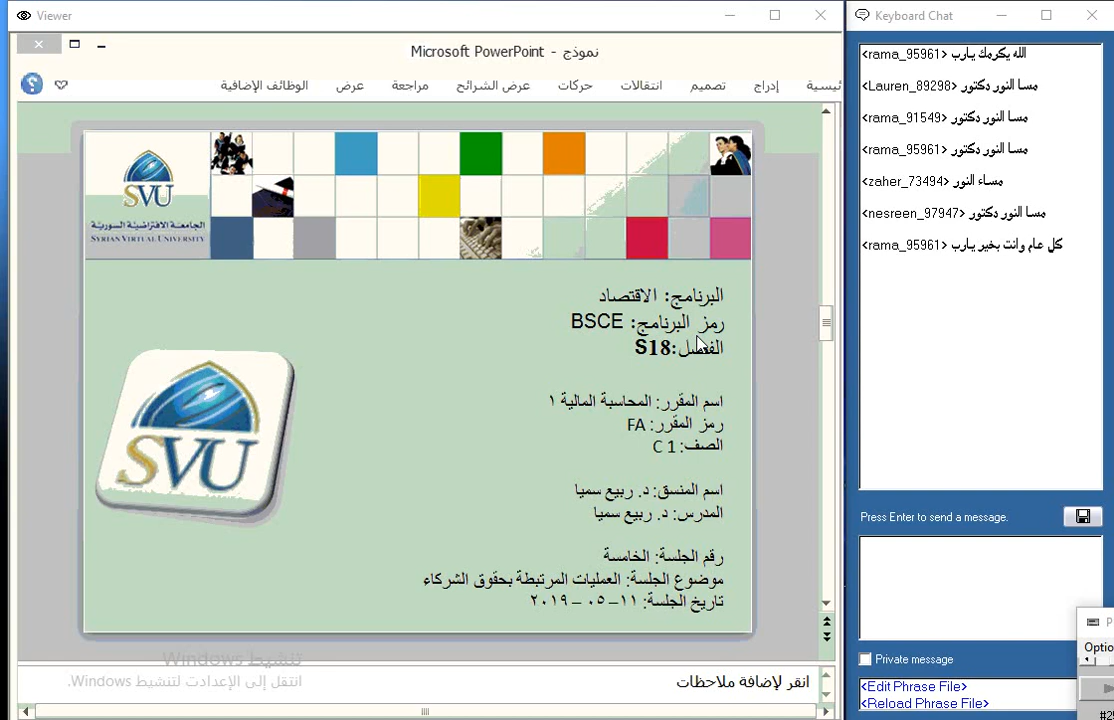 Viewer
نموذج - Microsoft PowerPoint
ئيسية إدراج تصميم انتقالات حركات عرض الشرائح مراجعة عرض الوظائف الإضافية
SVU
الجامعة الافتراضية السورية
SYRIAN VIRTUAL UNIVERSITY
البرنامج: الاقتصاد
رمز البرنامج: BSCE
الفصل:S18
اسم المقرر: المحاسبة المالية ١
رمز المقرر: FA
الصف: C 1
اسم المنسق: د. ربيع سميا
المدرس: د. ربيع سميا
رقم الجلسة: الخامسة
موضوع الجلسة: العمليات المرتبطة بحقوق الشركاء
تاريخ الجلسة: ١١– ٠٥ – ٢٠١٩
SVU
تنشيط Windows
انتقل إلى الإعدادات لتنشيط Windows.
انقر لإضافة ملاحظات
Keyboard Chat
<rama_95961> الله يكرمك يارب
<Lauren_89298> مسا النور دكتور
<rama_91549> مسا النور دكتور
<rama_95961> مسا النور دكتور
<zaher_73494> مساء النور
<nesreen_97947> مسا النور دكتور
<rama_95961> كل عام وانت بخير يارب
Press Enter to send a message.
Private message
<Edit Phrase File>
<Reload Phrase File>
P
Optio